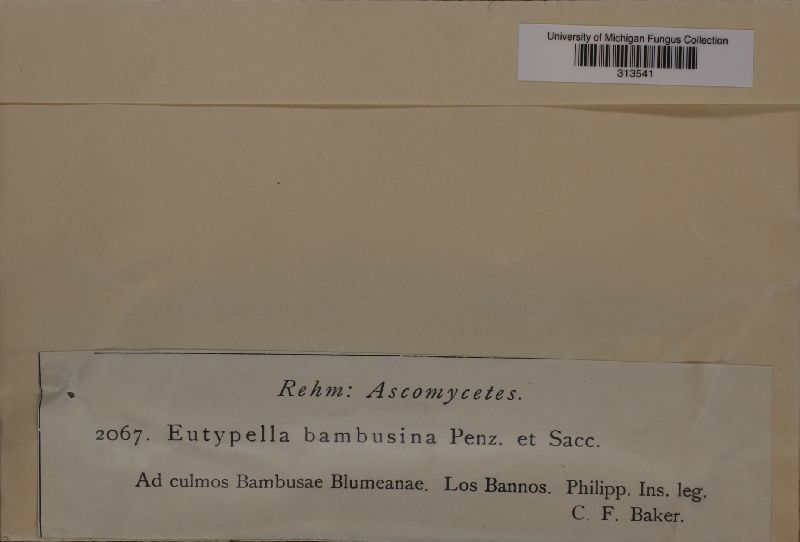 University of Michigan Fungus Collection
313541
Rehm: Ascomycetes.
2067. Eutypella bambusina Penz. et Sacc.
Ad culmos Bambusae Blumeanae. Los Bannos. Philipp. Ins. leg.
C. F. Baker.